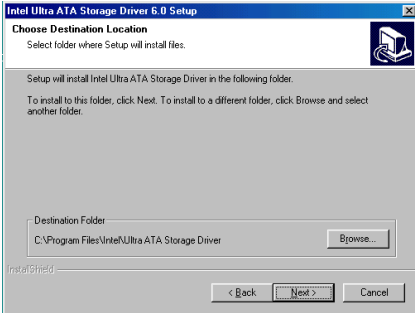 Intel Ultra ATA Storage Driver 6.0 Setup
Choose Destination Location
Select folder where Setup will install files.
Setup will install Intel Ultra ATA Storage Driver in the following folder.
To install to this folder, click Next. To install to a different folder, click Browse and select
another folder.
Destination Folder
C:\Program Files\Intel\Ultra ATA Storage Driver
Browse...
InstallShield
< Back
Next >
Cancel